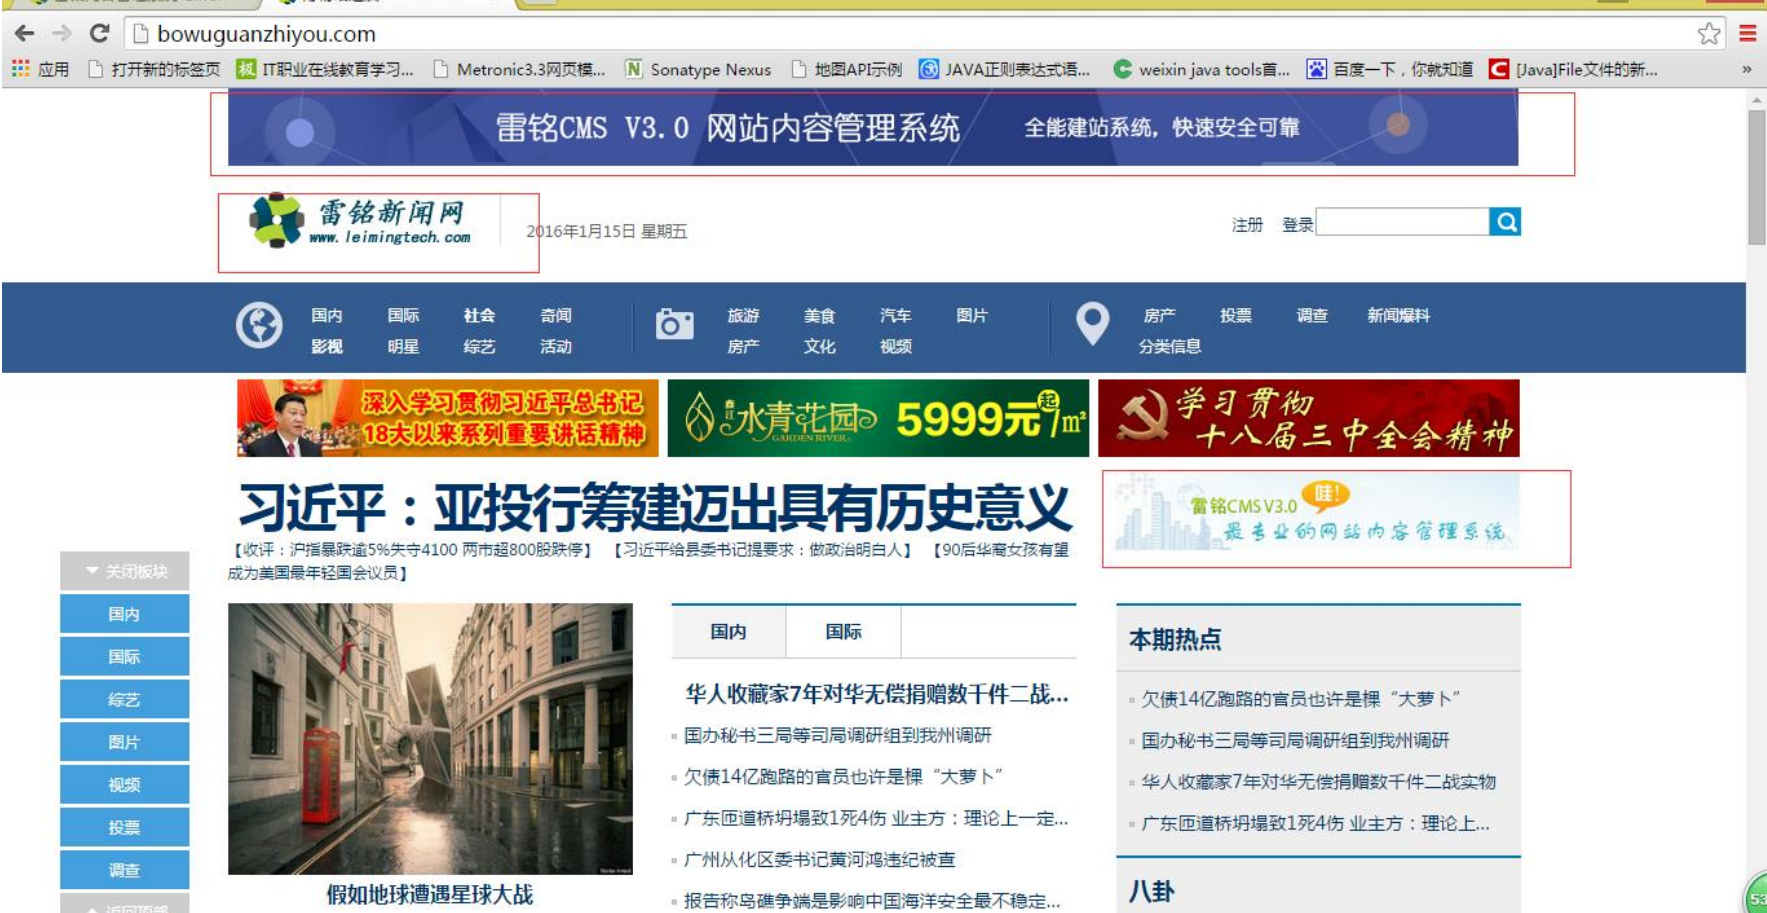 bowuguanzhiyou.com
应用 打开新的标签页 IT职业在线教育学习... Metronic3.3网页模... Sonatype Nexus 地图API示例 JAVA正则表达式语... weixin java tools首... 百度一下，你就知道 [Java]File文件的新... »
雷铭CMS V3.0 网站内容管理系统 全能建站系统，快速安全可靠
雷铭新闻网
www.leimingtech.com
2016年1月15日 星期五
注册 登录
国内 国际 社会 奇闻 旅游 美食 汽车 图片 房产 投票 调查 新闻爆料
影视 明星 综艺 活动 房产 文化 视频 分类信息
深入学习贯彻习近平总书记
18大以来系列重要讲话精神
水青花园 5999元起/㎡
GARDEN RIVER
学习贯彻
十八届三中全会精神
习近平：亚投行筹建迈出具有历史意义
【收评：沪指暴跌逾5%失守4100 两市超800股跌停】 【习近平给县委书记提要求：做政治明白人】 【90后华裔女孩有望
成为美国最年轻国会议员】
雷铭CMS V3.0 哇!
最专业的网站内容管理系统
关闭板块
国内
国际
综艺
图片
视频
投票
调查
假如地球遭遇星球大战
国内 国际
华人收藏家7年对华无偿捐赠数千件二战...
国办秘书三局等司局调研组到我州调研
欠债14亿跑路的官员也许是棵“大萝卜”
广东匝道桥坍塌致1死4伤 业主方：理论上一定...
广州从化区委书记黄河鸿违纪被查
报告称岛礁争端是影响中国海洋安全最不稳定...
本期热点
欠债14亿跑路的官员也许是棵“大萝卜”
国办秘书三局等司局调研组到我州调研
华人收藏家7年对华无偿捐赠数千件二战实物
广东匝道桥坍塌致1死4伤 业主方：理论上...
八卦
53